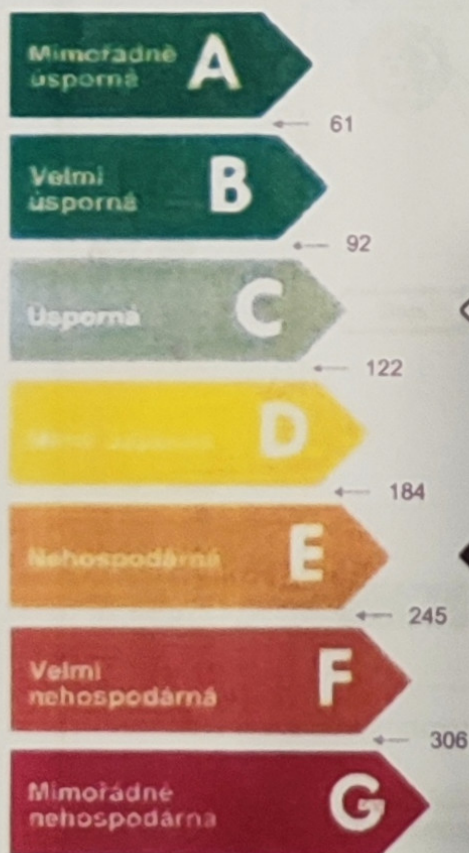 Mimořádně
úsporná
A
61
Velmi
úsporná
B
92
Úsporná
C
122
D
184
Nehospodárná
E
245
Velmi
nehospodárná
F
306
Mimořádně
nehospodárná
G